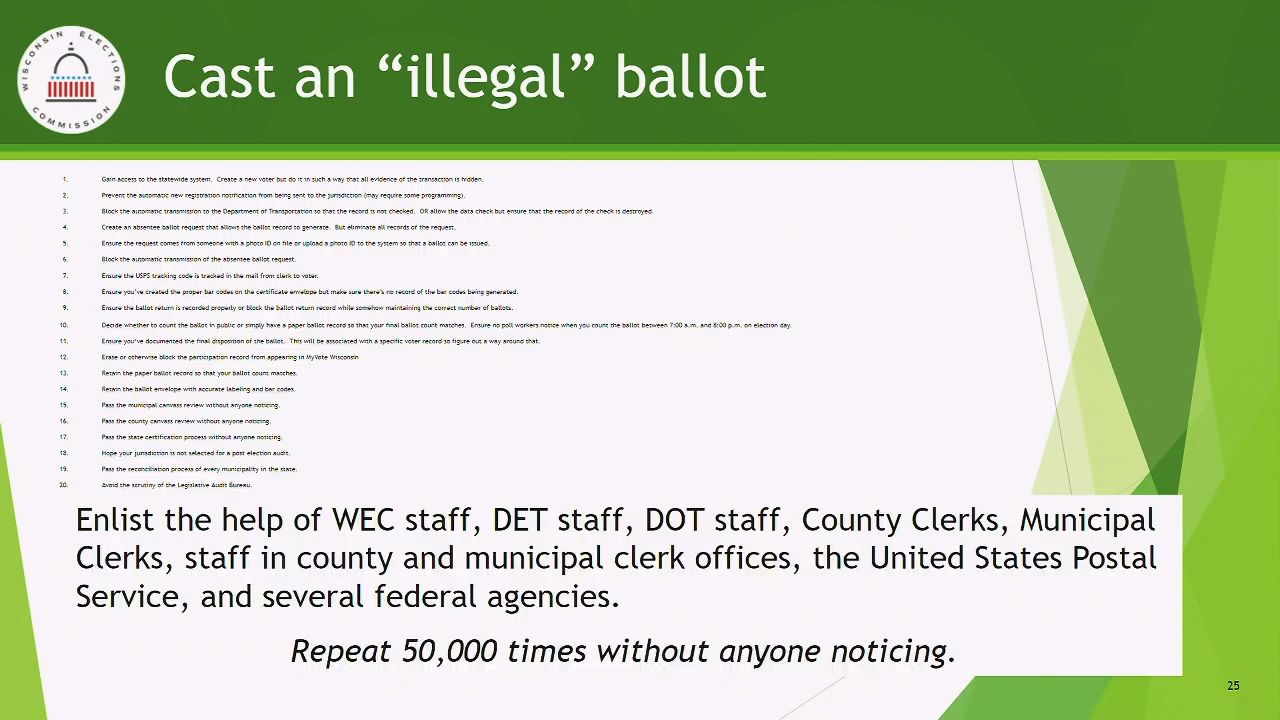 WISCONSIN ELECTIONS COMMISSION
Cast an “illegal” ballot
1. Gain access to the statewide system. Create a new voter but do it in such a way that all evidence of the transaction is hidden.
2. Prevent the automatic new registration notification from being sent to the jurisdiction (may require some programming).
3. Block the automatic transmission to the Department of Transportation so that the record is not checked. OR allow the data check but ensure that the record of the check is destroyed.
4. Create an absentee ballot request that allows the ballot record to generate. But eliminate all records of the request.
5. Ensure the request comes from someone with a photo ID on file or upload a photo ID to the system so that a ballot can be issued.
6. Block the automatic transmission of the absentee ballot request.
7. Ensure the USPS tracking code is tracked in the mail from clerk to voter.
8. Ensure you’ve created the proper bar codes on the certificate envelope but make sure there’s no record of the bar codes being generated.
9. Ensure the ballot return is recorded properly or block the ballot return record while somehow maintaining the correct number of ballots.
10. Decide whether to count the ballot in public or simply have a paper ballot record so that your final ballot count matches. Ensure no poll workers notice when you count the ballot between 7:00 a.m. and 8:00 p.m. on election day.
11. Ensure you’ve documented the final disposition of the ballot. This will be associated with a specific voter record so figure out a way around that.
12. Erase or otherwise block the participation record from appearing in MyVote Wisconsin
13. Retain the paper ballot record so that your ballot count matches.
14. Retain the ballot envelope with accurate labeling and bar codes.
15. Pass the municipal canvass review without anyone noticing.
16. Pass the county canvass review without anyone noticing.
17. Pass the state certification process without anyone noticing.
18. Hope your jurisdiction is not selected for a post election audit.
19. Pass the reconciliation process of every municipality in the state.
20. Avoid the scrutiny of the Legislative Audit Bureau.
Enlist the help of WEC staff, DET staff, DOT staff, County Clerks, Municipal
Clerks, staff in county and municipal clerk offices, the United States Postal
Service, and several federal agencies.
Repeat 50,000 times without anyone noticing.
25